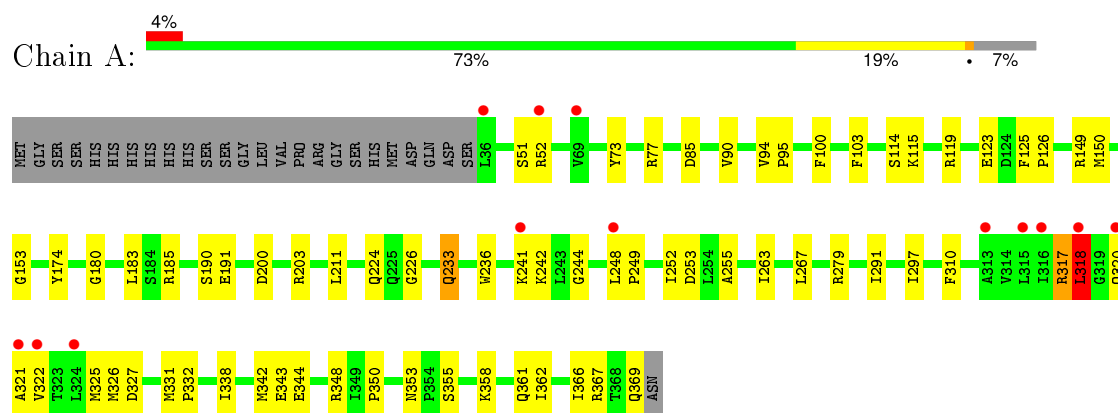 4%
Chain A:
73% 19% • 7%
MET GLY SER SER HIS HIS HIS HIS HIS HIS SER SER GLY LEU VAL PRO ARG GLY SER HIS MET ASP GLN ASP SER L36 S51 R52 V69 Y73 R77 D85 V90 V94 P95 F100 F103 S114 K115 R119 E123 D124 F125 P126 R149 M150
G153 Y174 G180 L183 S184 R185 S190 E191 D200 R203 L211 Q224 Q225 G226 Q233 W236 K241 K242 L243 G244 L248 P249 I252 D253 L254 A255 I263 L267 R279 I291 I297 F310 A313 V314 L315 I316 R317 L318 G319 Q320
A321 V322 T323 L324 M325 M326 D327 M331 P332 I338 M342 E343 E344 R348 I349 P350 N353 P354 S355 K358 Q361 I362 I366 R367 T368 Q369 ASN